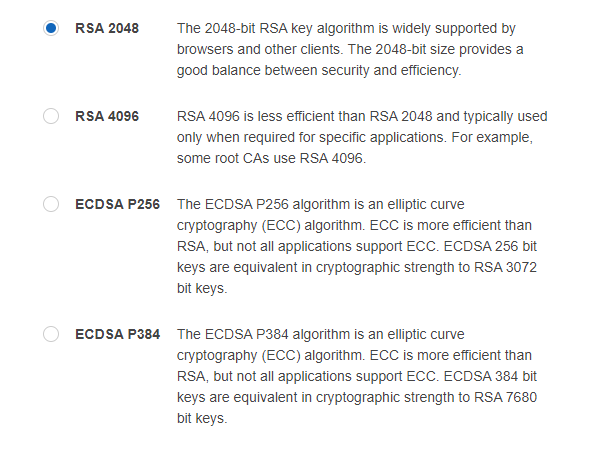 RSA 2048 The 2048-bit RSA key algorithm is widely supported by
browsers and other clients. The 2048-bit size provides a
good balance between security and efficiency.
RSA 4096 RSA 4096 is less efficient than RSA 2048 and typically used
only when required for specific applications. For example,
some root CAs use RSA 4096.
ECDSA P256 The ECDSA P256 algorithm is an elliptic curve
cryptography (ECC) algorithm. ECC is more efficient than
RSA, but not all applications support ECC. ECDSA 256 bit
keys are equivalent in cryptographic strength to RSA 3072
bit keys.
ECDSA P384 The ECDSA P384 algorithm is an elliptic curve
cryptography (ECC) algorithm. ECC is more efficient than
RSA, but not all applications support ECC. ECDSA 384 bit
keys are equivalent in cryptographic strength to RSA 7680
bit keys.